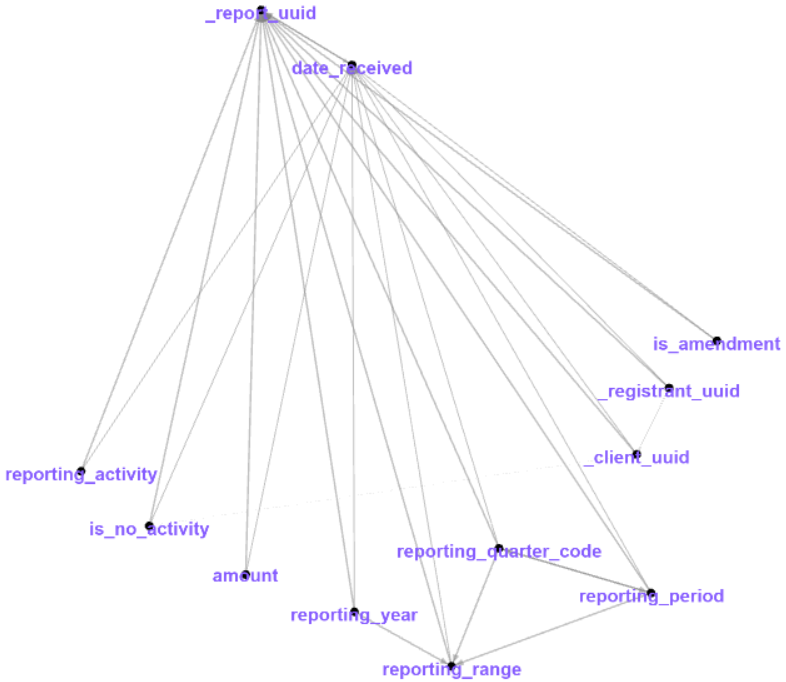 _report_uuid
date_received
is_amendment
_registrant_uuid
_client_uuid
reporting_activity
is_no_activity
reporting_quarter_code
amount
reporting_period
reporting_year
reporting_range